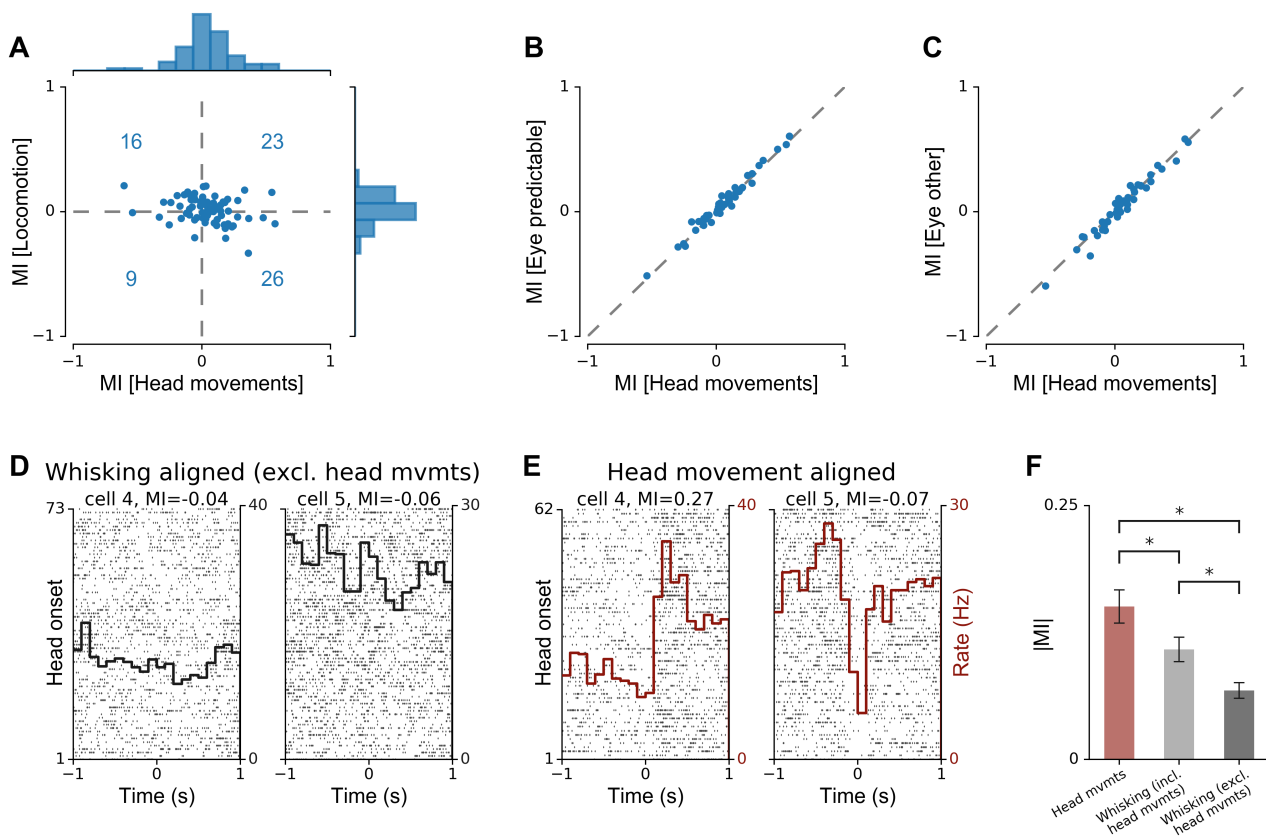 A
1
0
−1
MI [Locomotion]
16
23
9
26
−1
0
1
MI [Head movements]
B
1
0
−1
MI [Eye predictable]
−1
0
1
MI [Head movements]
C
1
0
−1
MI [Eye other]
−1
0
1
MI [Head movements]
D
Whisking aligned (excl. head mvmts)
cell 4, MI=-0.04
73
40
Head onset
1
0
−1
0
1
Time (s)
cell 5, MI=-0.06
30
0
−1
0
1
Time (s)
E
Head movement aligned
cell 4, MI=0.27
62
40
Head onset
1
0
−1
0
1
Time (s)
cell 5, MI=-0.07
30
Rate (Hz)
0
−1
0
1
Time (s)
F
0.25
|MI|
0
*
*
*
Head mvmts
Whisking (incl.
head mvmts)
Whisking (excl.
head mvmts)